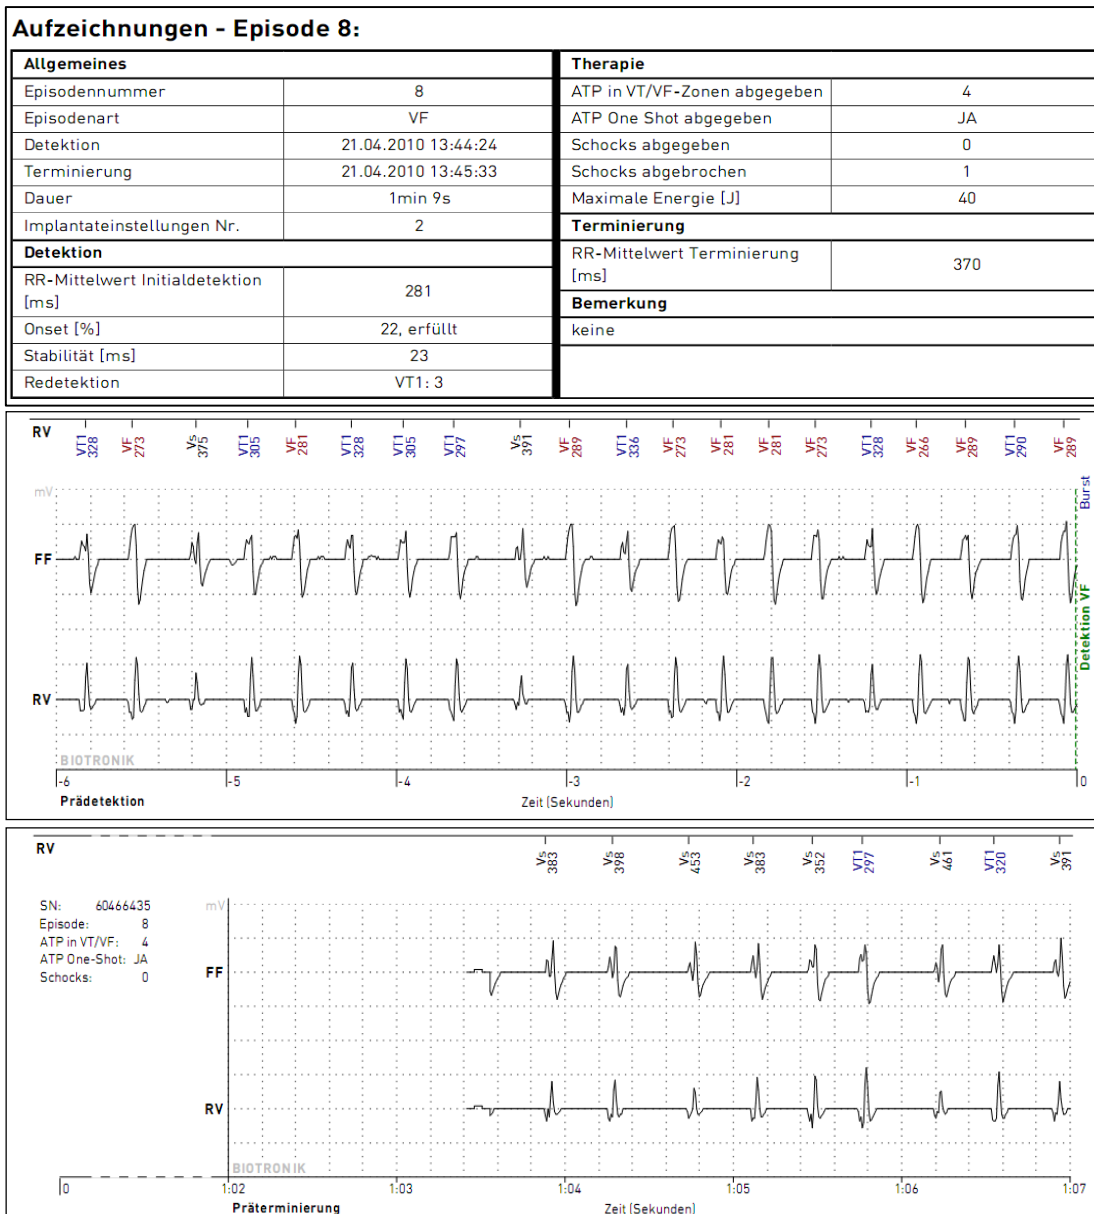 Aufzeichnungen - Episode 8:
Allgemeines
Episodennummer 8
Episodenart VF
Detektion 21.04.2010 13:44:24
Terminierung 21.04.2010 13:45:33
Dauer 1min 9s
Implantateinstellungen Nr. 2
Detektion
RR-Mittelwert Initialdetektion
[ms] 281
Onset [%] 22, erfüllt
Stabilität [ms] 23
Redetektion VT1: 3
Therapie
ATP in VT/VF-Zonen abgegeben 4
ATP One Shot abgegeben JA
Schocks abgegeben 0
Schocks abgebrochen 1
Maximale Energie [J] 40
Terminierung
RR-Mittelwert Terminierung
[ms] 370
Bemerkung
keine
RV
VT1 328
VF 273
Vs 375
VT1 305
VF 281
VT1 328
VT1 305
VT1 297
Vs 391
VF 289
VT1 336
VF 273
VF 281
VF 281
VF 273
VT1 328
VF 266
VF 289
VT1 290
VF 289
Burst
mV
FF
Detektion VF
RV
BIOTRONIK
-6 -5 -4 -3 -2 -1 0
Prädetektion Zeit (Sekunden)
RV
Vs 383
Vs 398
Vs 453
Vs 383
Vs 352
VT1 297
Vs 461
VT1 320
Vs 391
SN: 60466435
Episode: 8
ATP in VT/VF: 4
ATP One-Shot: JA
Schocks: 0
mV
FF
RV
BIOTRONIK
0 1:02 1:03 1:04 1:05 1:06 1:07
Präterminierung Zeit (Sekunden)